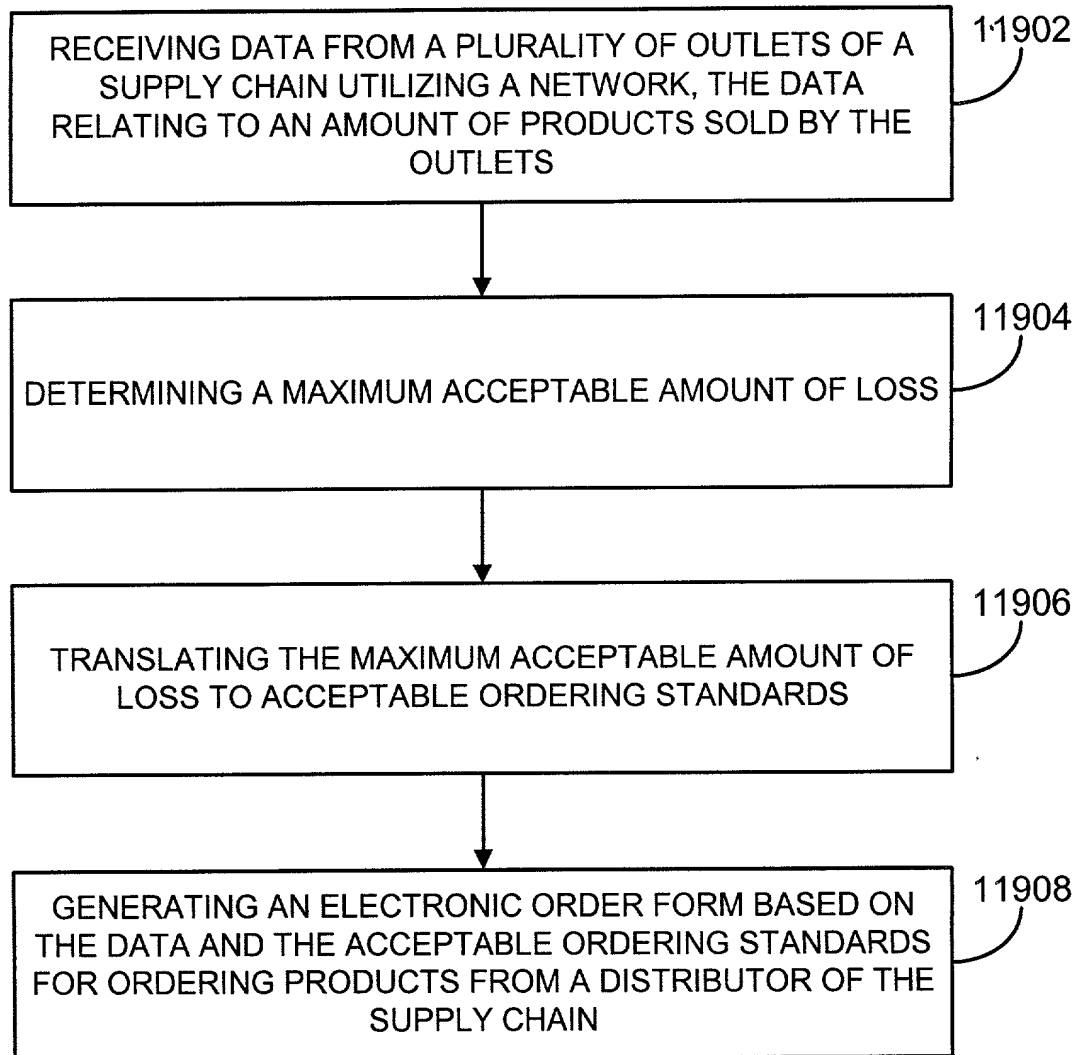 RECEIVING DATA FROM A PLURALITY OF OUTLETS OF A
SUPPLY CHAIN UTILIZING A NETWORK, THE DATA
RELATING TO AN AMOUNT OF PRODUCTS SOLD BY THE
OUTLETS
11902
DETERMINING A MAXIMUM ACCEPTABLE AMOUNT OF LOSS
11904
TRANSLATING THE MAXIMUM ACCEPTABLE AMOUNT OF
LOSS TO ACCEPTABLE ORDERING STANDARDS
11906
GENERATING AN ELECTRONIC ORDER FORM BASED ON
THE DATA AND THE ACCEPTABLE ORDERING STANDARDS
FOR ORDERING PRODUCTS FROM A DISTRIBUTOR OF THE
SUPPLY CHAIN
11908